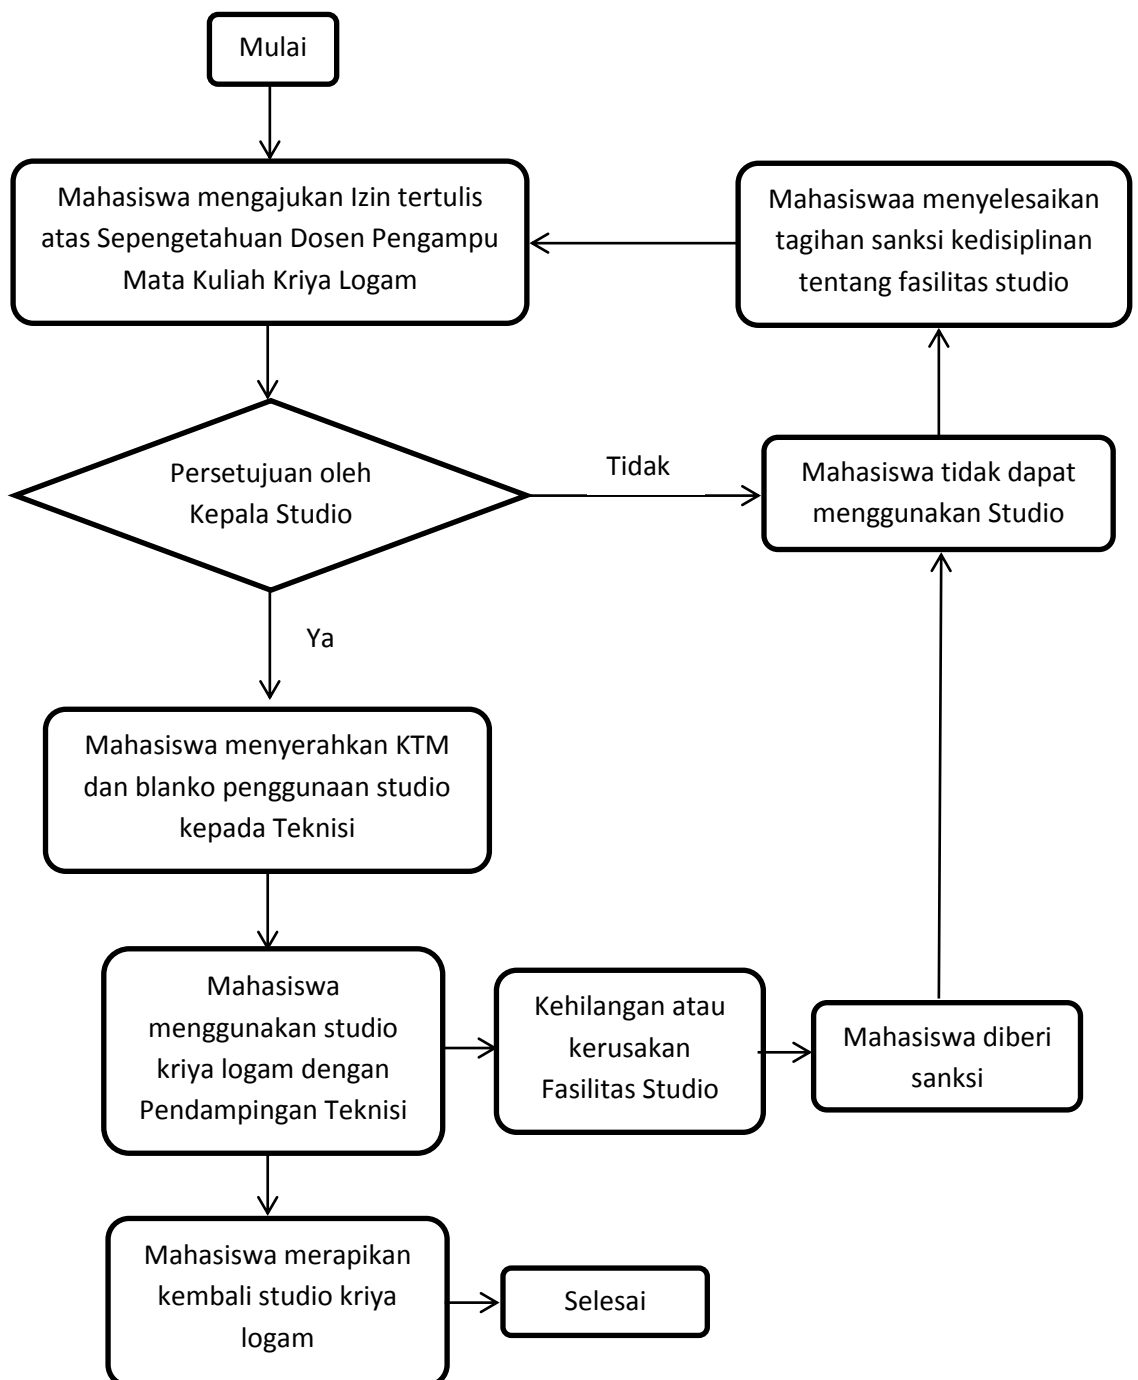 Mulai
Mahasiswa mengajukan Izin tertulis
atas Sepengetahuan Dosen Pengampu
Mata Kuliah Kriya Logam
Mahasiswaa menyelesaikan
tagihan sanksi kedisiplinan
tentang fasilitas studio
Persetujuan oleh
Kepala Studio
Tidak
Mahasiswa tidak dapat
menggunakan Studio
Ya
Mahasiswa menyerahkan KTM
dan blanko penggunaan studio
kepada Teknisi
Mahasiswa
menggunakan studio
kriya logam dengan
Pendampingan Teknisi
Kehilangan atau
kerusakan
Fasilitas Studio
Mahasiswa diberi
sanksi
Mahasiswa merapikan
kembali studio kriya
logam
Selesai